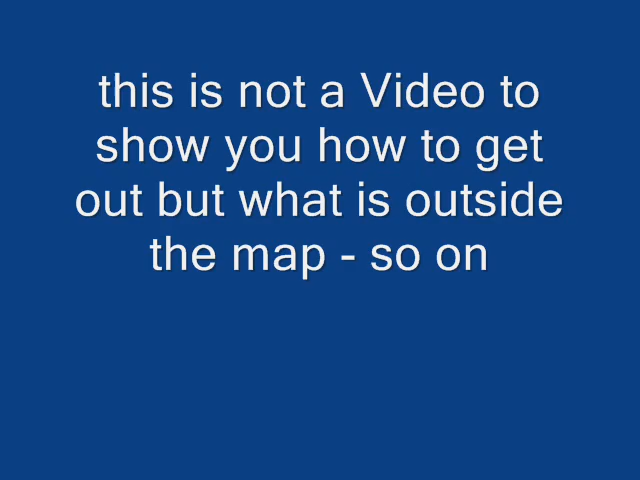 this is not a Video to
show you how to get
out but what is outside
the map - so on